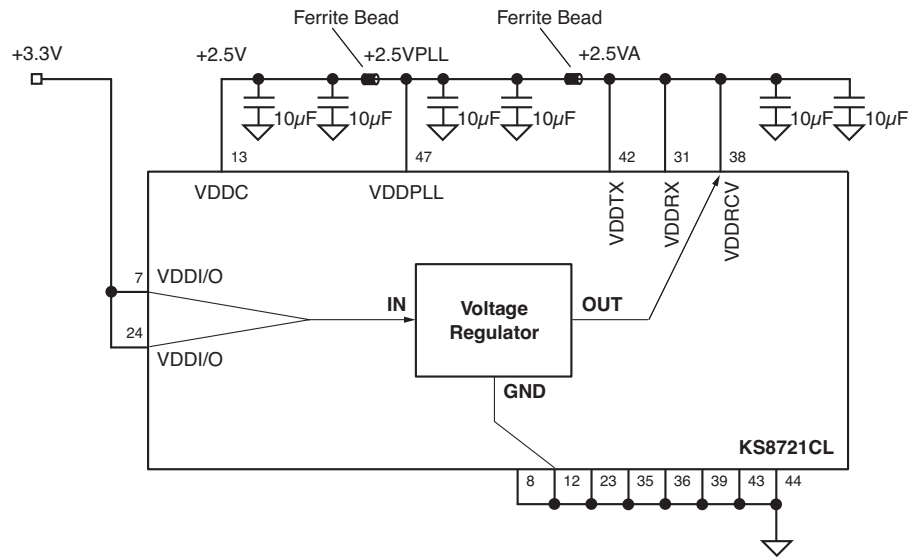 Ferrite Bead
Ferrite Bead
+3.3V
+2.5V
+2.5VPLL
+2.5VA
10µF
10µF
10µF
10µF
10µF
10µF
13
47
42
31
38
VDDC
VDDPLL
VDDTX
VDDRX
VDDRCV
7
VDDI/O
IN
Voltage
Regulator
OUT
24
VDDI/O
GND
KS8721CL
8
12
23
35
36
39
43
44